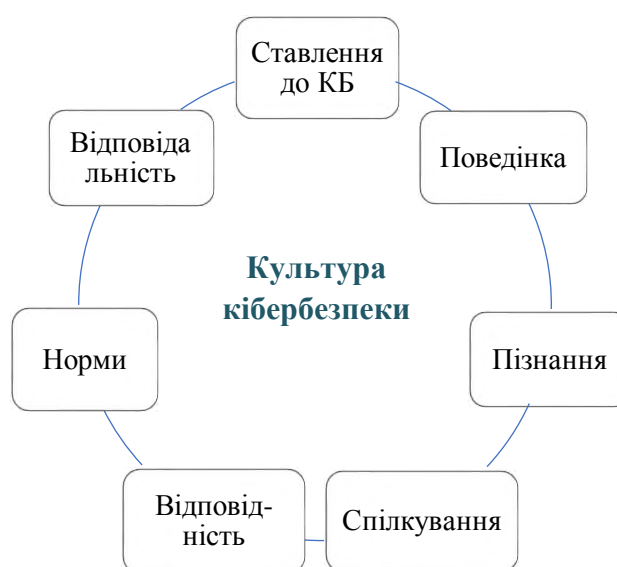 Ставлення
до КБ
Поведінка
Пізнання
Спілкування
Відповід-
ність
Норми
Відповіда
льність
Культура
кібербезпеки